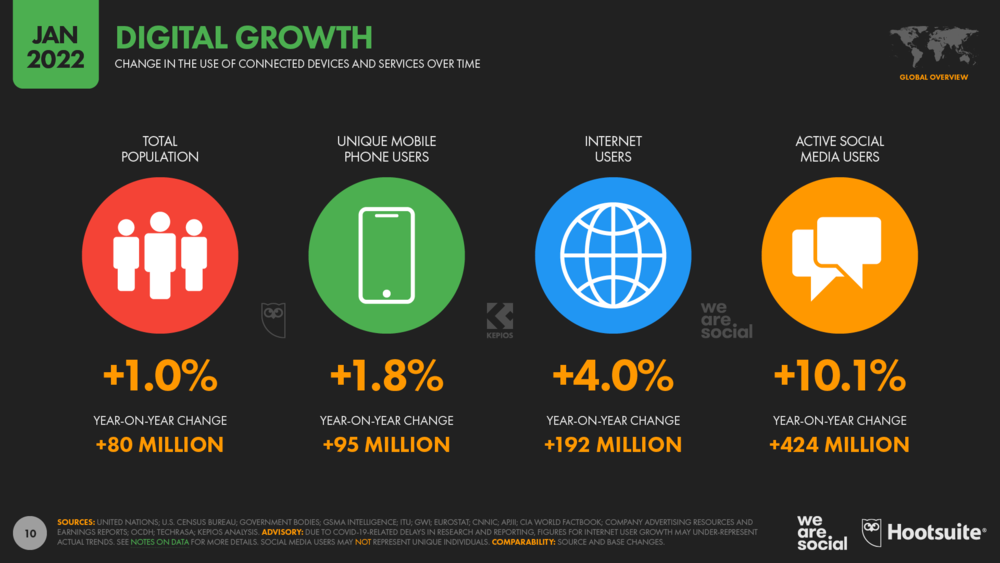 JAN
2022
DIGITAL GROWTH
CHANGE IN THE USE OF CONNECTED DEVICES AND SERVICES OVER TIME
GLOBAL OVERVIEW
TOTAL
POPULATION
UNIQUE MOBILE
PHONE USERS
INTERNET
USERS
ACTIVE SOCIAL
MEDIA USERS
KEPIOS
we
are
social
+1.0%
+1.8%
+4.0%
+10.1%
YEAR-ON-YEAR CHANGE
YEAR-ON-YEAR CHANGE
YEAR-ON-YEAR CHANGE
YEAR-ON-YEAR CHANGE
+80 MILLION
+95 MILLION
+192 MILLION
+424 MILLION
10
SOURCES: UNITED NATIONS; U.S. CENSUS BUREAU; GOVERNMENT BODIES; GSMA INTELLIGENCE; ITU; GWI; EUROSTAT; CNNIC; APJII; CIA WORLD FACTBOOK; COMPANY ADVERTISING RESOURCES AND
EARNINGS REPORTS; OCDH; TECHRASA; KEPIOS ANALYSIS. ADVISORY: DUE TO COVID-19-RELATED DELAYS IN RESEARCH AND REPORTING, FIGURES FOR INTERNET USER GROWTH MAY UNDER-REPRESENT
ACTUAL TRENDS. SEE NOTES ON DATA FOR MORE DETAILS. SOCIAL MEDIA USERS MAY NOT REPRESENT UNIQUE INDIVIDUALS. COMPARABILITY: SOURCE AND BASE CHANGES.
we
are
social
Hootsuite®